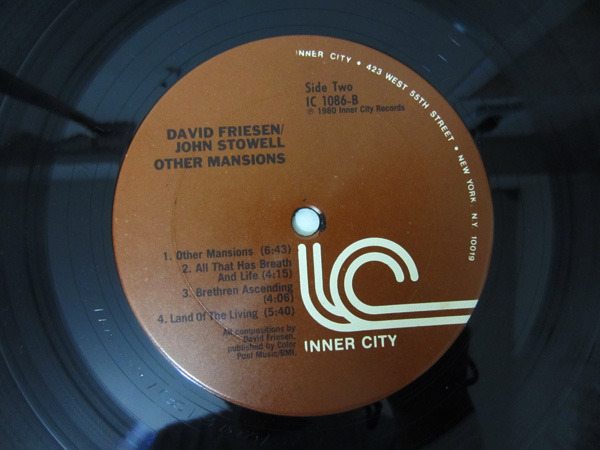 INNER CITY • 423 WEST 55TH STREET • NEW YORK, NY 10019
Side Two
IC 1086-B
℗ 1980 Inner City Records
DAVID FRIESEN/
JOHN STOWELL
OTHER MANSIONS
1. Other Mansions (6:43)
2. All That Has Breath
And Life (4:15)
3. Brethren Ascending
(4:06)
4. Land Of The Living (5:40)
All compositions by
David Friesen,
published by Color
Pool Music/BMI.
INNER CITY